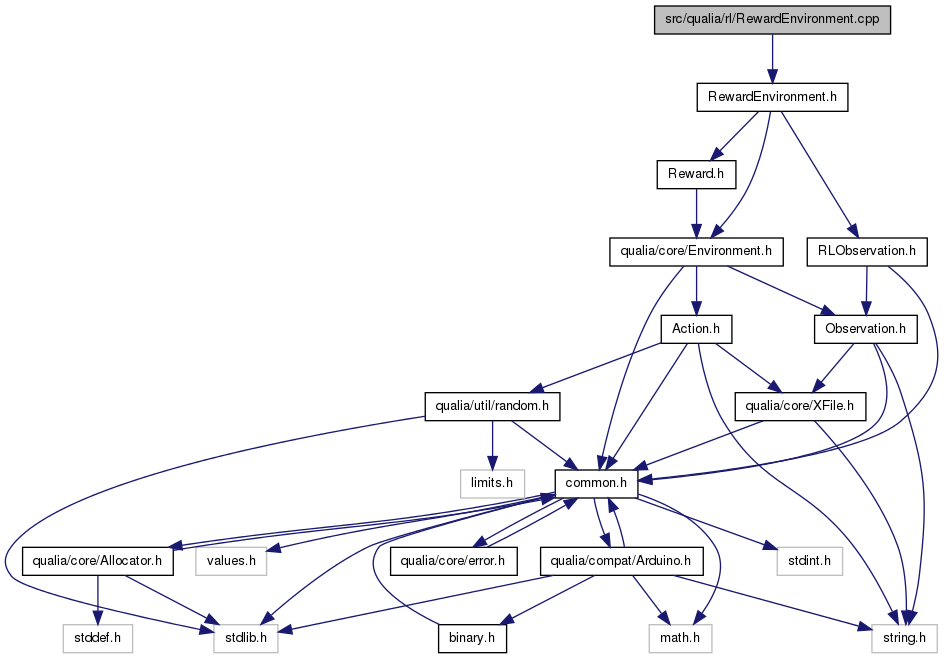 src/qualia/rl/RewardEnvironment.cpp
RewardEnvironment.h
Reward.h
qualia/core/Environment.h
RLObservation.h
Action.h
Observation.h
qualia/util/random.h
qualia/core/XFile.h
limits.h
common.h
qualia/core/Allocator.h
values.h
qualia/core/error.h
qualia/compat/Arduino.h
stdint.h
stddef.h
stdlib.h
binary.h
math.h
string.h